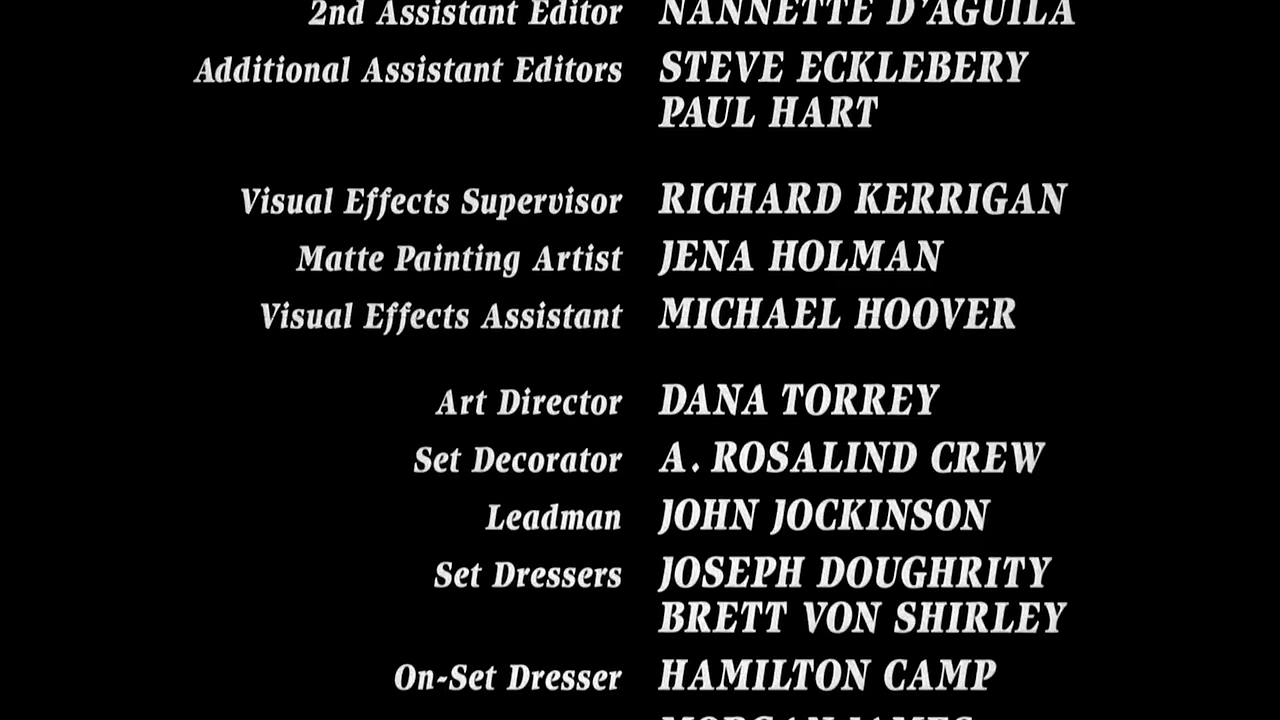 2nd Assistant Editor NANNETTE D'AGUILA
Additional Assistant Editors STEVE ECKLEBERY
PAUL HART
Visual Effects Supervisor RICHARD KERRIGAN
Matte Painting Artist JENA HOLMAN
Visual Effects Assistant MICHAEL HOOVER
Art Director DANA TORREY
Set Decorator A. ROSALIND CREW
Leadman JOHN JOCKINSON
Set Dressers JOSEPH DOUGHRITY
BRETT VON SHIRLEY
On-Set Dresser HAMILTON CAMP